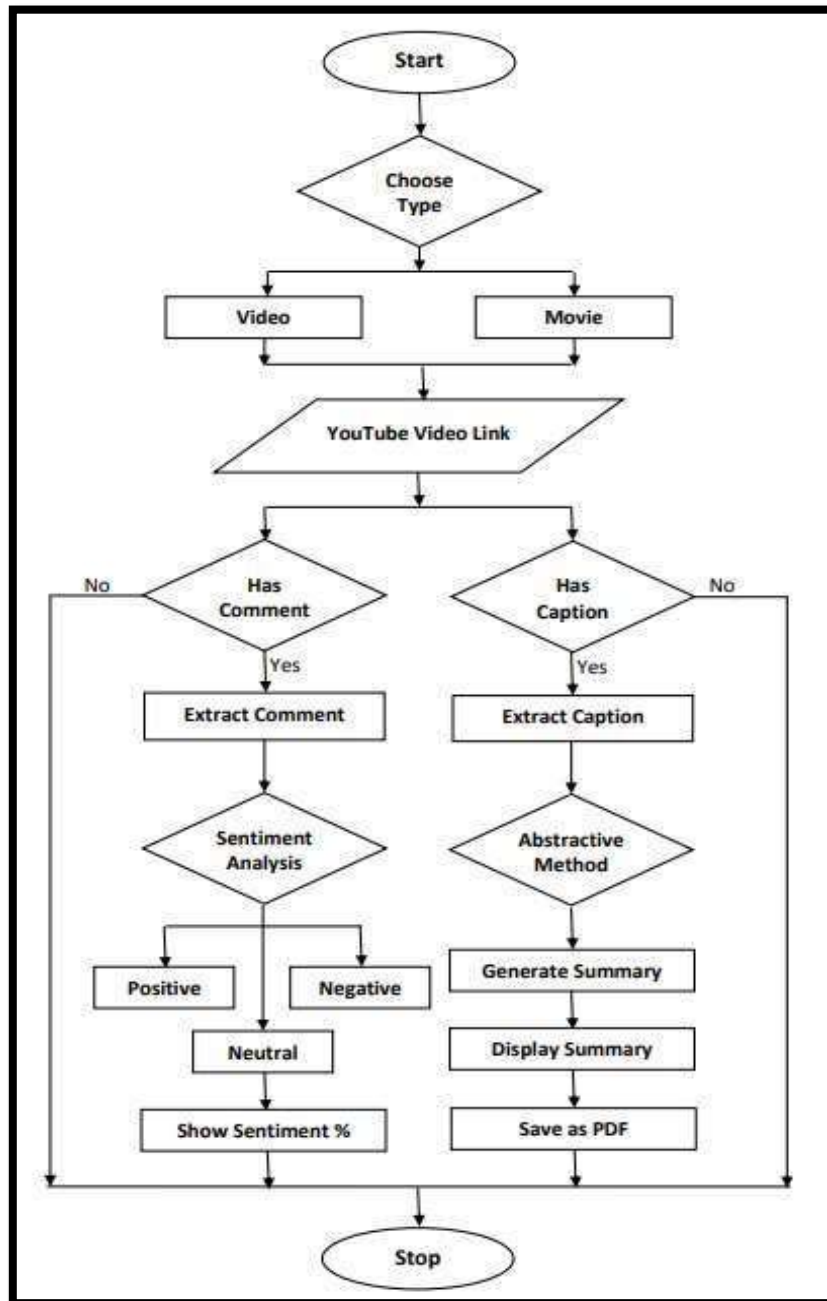 Start
Choose
Type
Video
Movie
YouTube Video Link
No
Has
Comment
Has
Caption
No
Yes
Yes
Extract Comment
Extract Caption
Sentiment
Analysis
Abstractive
Method
Positive
Negative
Generate Summary
Neutral
Display Summary
Show Sentiment %
Save as PDF
Stop